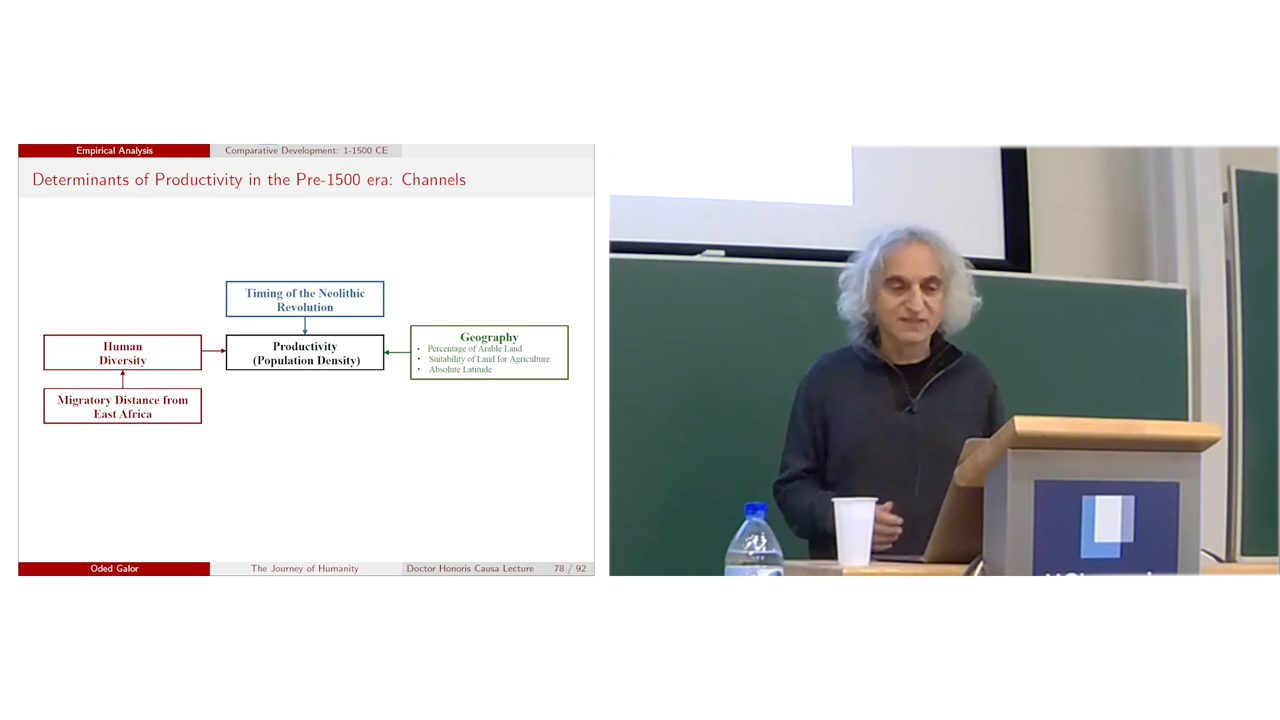 Empirical Analysis
Comparative Development: 1-1500 CE
Determinants of Productivity in the Pre-1500 era: Channels
Timing of the Neolithic
Revolution
Human
Diversity
Productivity
(Population Density)
Geography
• Percentage of Arable Land
• Suitability of Land for Agriculture
• Absolute Latitude
Migratory Distance from
East Africa
Oded Galor
The Journey of Humanity
Doctor Honoris Causa Lecture
78 / 92